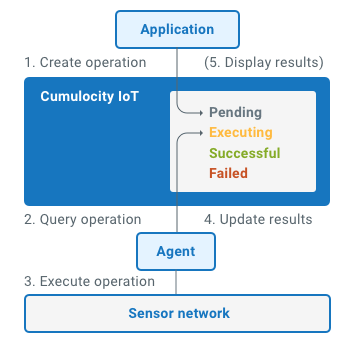 Application
1. Create operation
(5. Display results)
Cumulocity IoT
Pending
Executing
Successful
Failed
2. Query operation
4. Update results
Agent
3. Execute operation
Sensor network